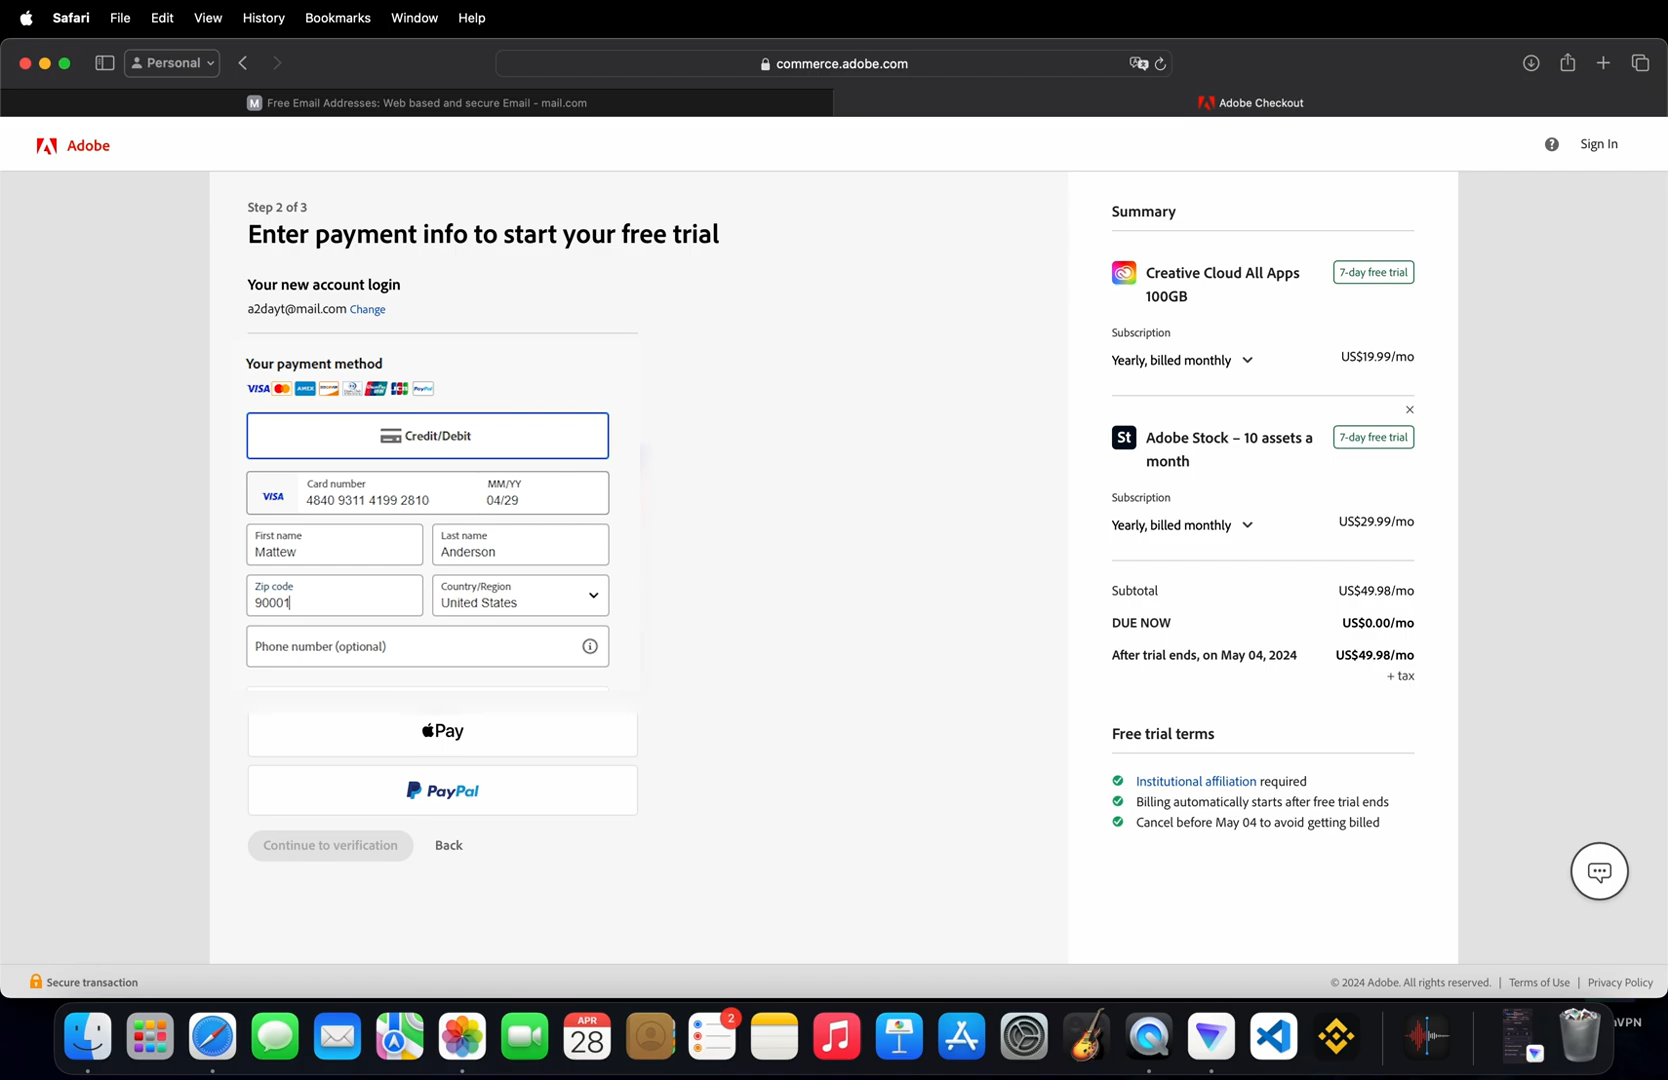 Safari File Edit View History Bookmarks Window Help
Personal
commerce.adobe.com
M Free Email Addresses: Web based and secure Email - mail.com
Adobe Checkout
Adobe
? Sign In
Step 2 of 3
Enter payment info to start your free trial
Your new account login
a2dayt@mail.com Change
Your payment method
VISA AMEX DISCOVER JCB PayPal
Credit/Debit
Card number MM/YY
VISA 4840 9311 4199 2810 04/29
First name Last name
Mattew Anderson
Zip code Country/Region
90001 United States
Phone number (optional)
Pay
PayPal
Continue to verification Back
Summary
Creative Cloud All Apps 7-day free trial
100GB
Subscription
Yearly, billed monthly US$19.99/mo
St Adobe Stock – 10 assets a 7-day free trial
month
Subscription
Yearly, billed monthly US$29.99/mo
Subtotal US$49.98/mo
DUE NOW US$0.00/mo
After trial ends, on May 04, 2024 US$49.98/mo
+ tax
Free trial terms
Institutional affiliation required
Billing automatically starts after free trial ends
Cancel before May 04 to avoid getting billed
Secure transaction
© 2024 Adobe. All rights reserved. | Terms of Use | Privacy Policy
APR
28
2
VPN